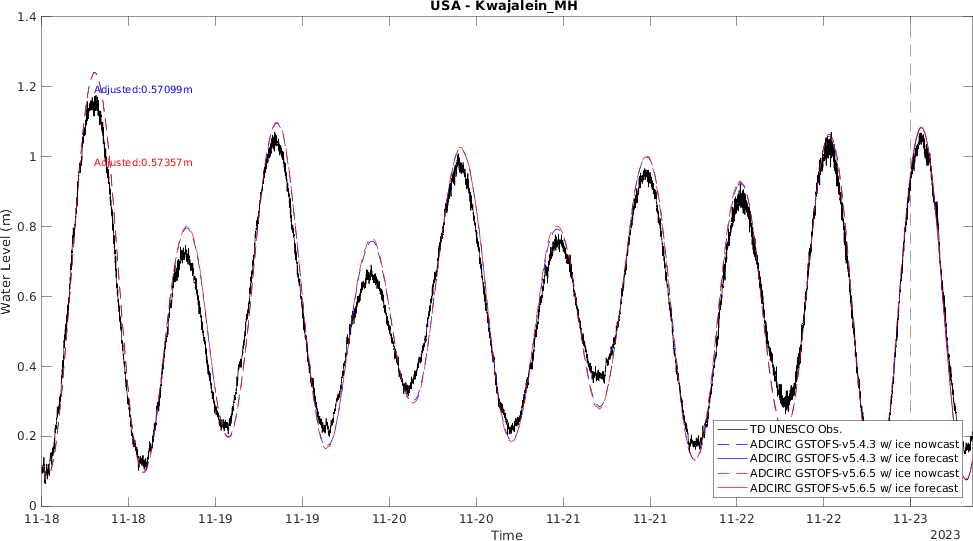 USA - Kwajalein_MH
1.4
1.2
1
0.8
0.6
0.4
0.2
0
Water Level (m)
Adjusted:0.57099m
Adjusted:0.57357m
TD UNESCO Obs.
ADCIRC GSTOFS-v5.4.3 w/ ice nowcast
ADCIRC GSTOFS-v5.4.3 w/ ice forecast
ADCIRC GSTOFS-v5.6.5 w/ ice nowcast
ADCIRC GSTOFS-v5.6.5 w/ ice forecast
11-18 11-18 11-19 11-19 11-20 11-20 11-21 11-21 11-22 11-22 11-23
Time
2023